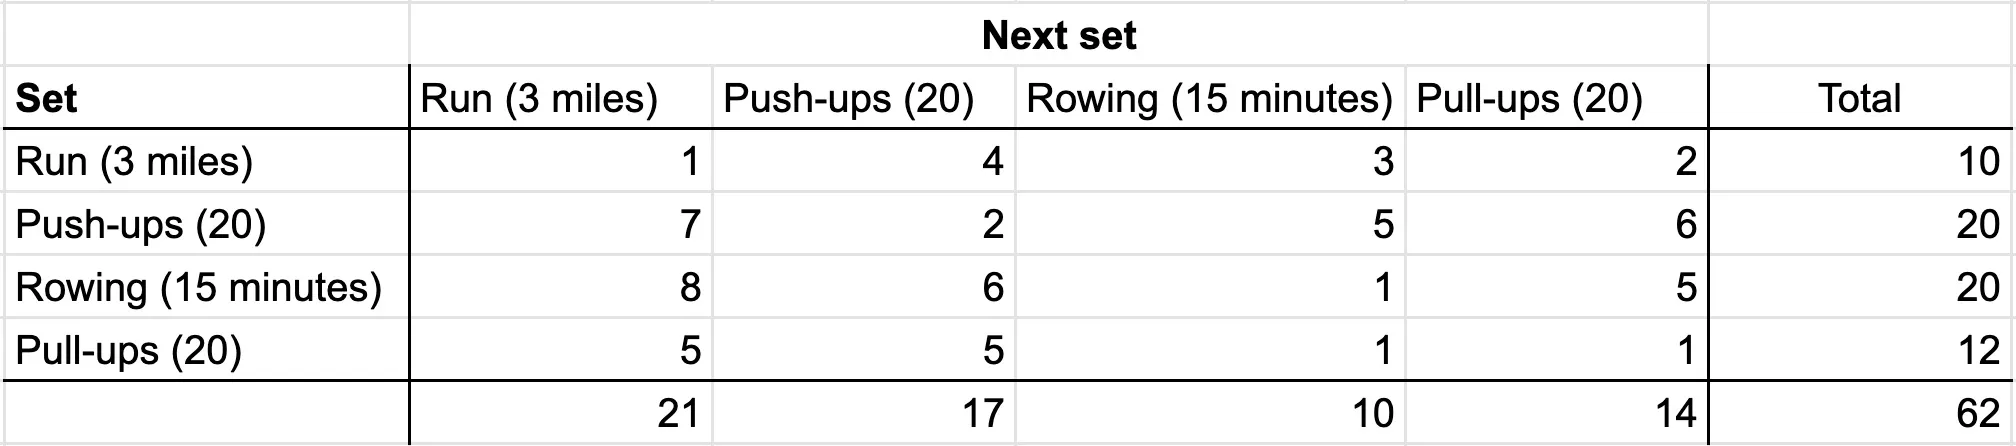 Next set
Set Run (3 miles) Push-ups (20) Rowing (15 minutes) Pull-ups (20) Total
Run (3 miles) 1 4 3 2 10
Push-ups (20) 7 2 5 6 20
Rowing (15 minutes) 8 6 1 5 20
Pull-ups (20) 5 5 1 1 12
21 17 10 14 62